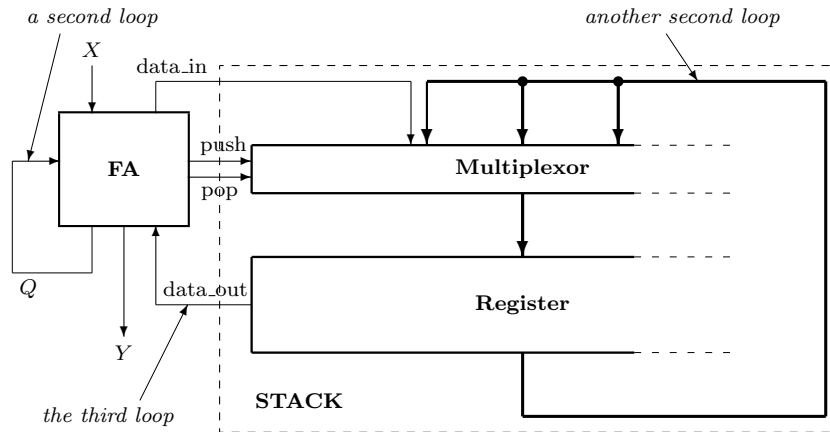 a second loop
another second loop
X
data_in
push
FA
Multiplexor
pop
Q
data_out
Register
Y
STACK
the third loop